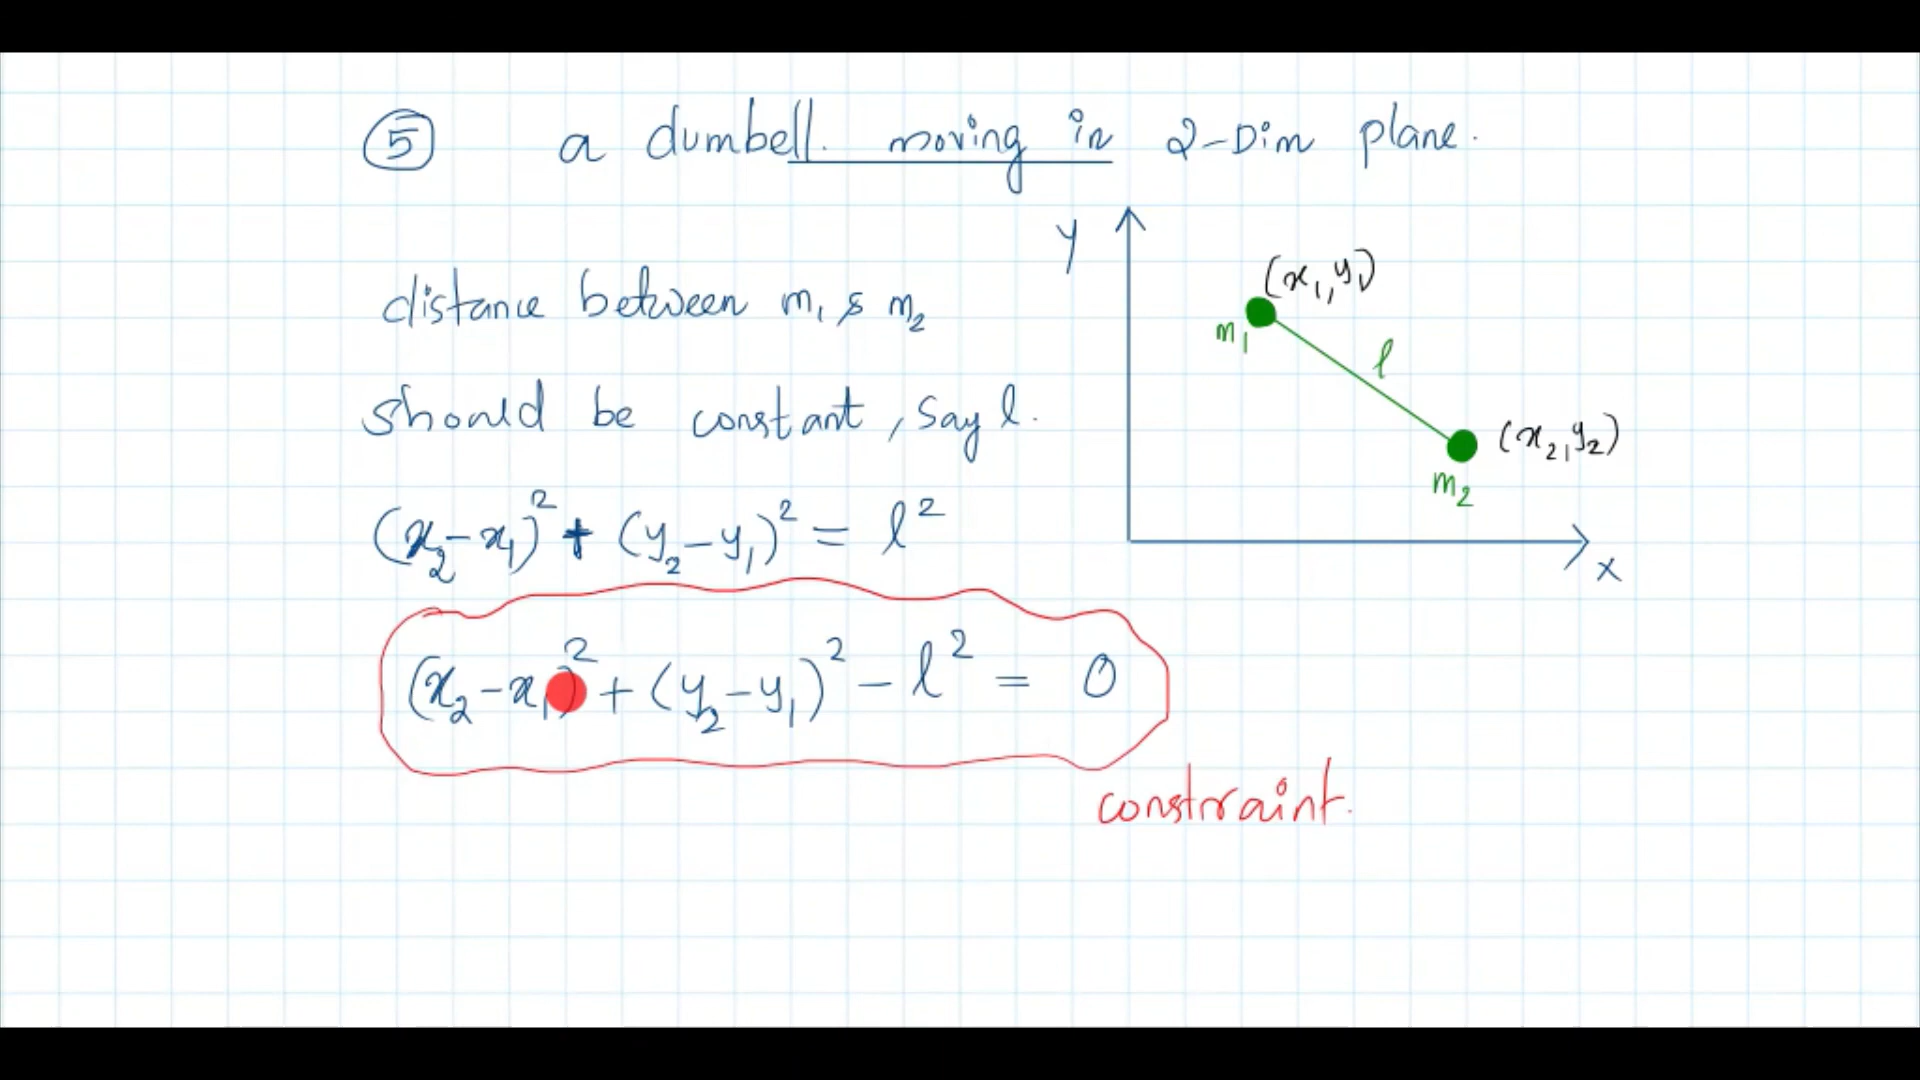 ⑤ a dumbell. moving in 2-Dim plane.
y
(x₁,y₁)
distance between m₁ & m₂
m₁
l
should be constant, say l.
(x₂,y₂)
m₂
(x₂-x₁)² + (y₂-y₁)² = l²
x
(x₂-x₁)² + (y₂-y₁)² - l² = 0
constraint.